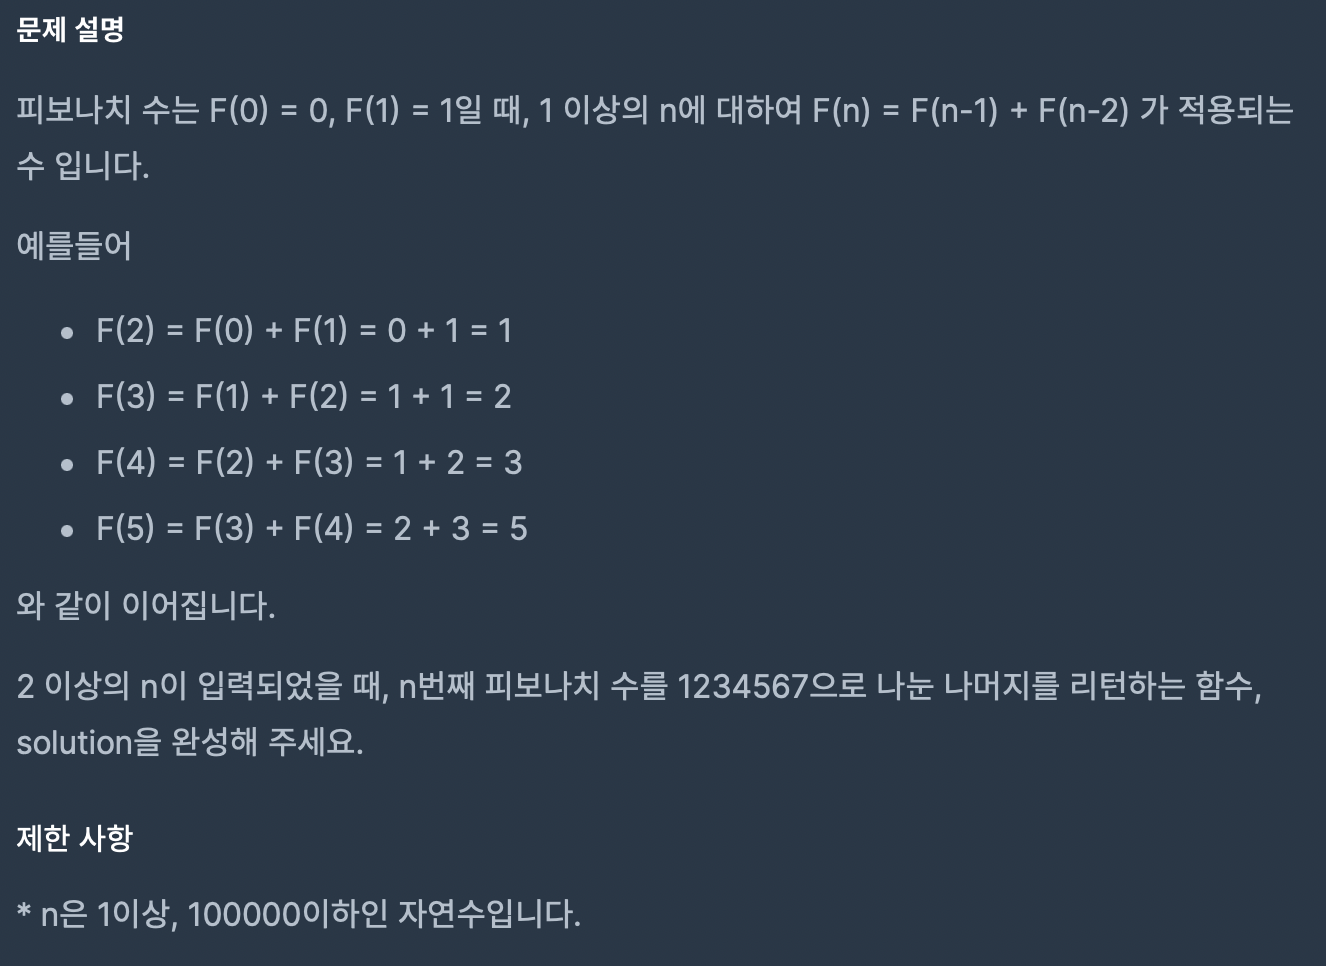 문제 설명
피보나치 수는 F(0) = 0, F(1) = 1일 때, 1 이상의 n에 대하여 F(n) = F(n-1) + F(n-2) 가 적용되는
수 입니다.
예를들어
• F(2) = F(0) + F(1) = 0 + 1 = 1
• F(3) = F(1) + F(2) = 1 + 1 = 2
• F(4) = F(2) + F(3) = 1 + 2 = 3
• F(5) = F(3) + F(4) = 2 + 3 = 5
와 같이 이어집니다.
2 이상의 n이 입력되었을 때, n번째 피보나치 수를 1234567으로 나눈 나머지를 리턴하는 함수,
solution을 완성해 주세요.
제한 사항
* n은 1이상, 100000이하인 자연수입니다.